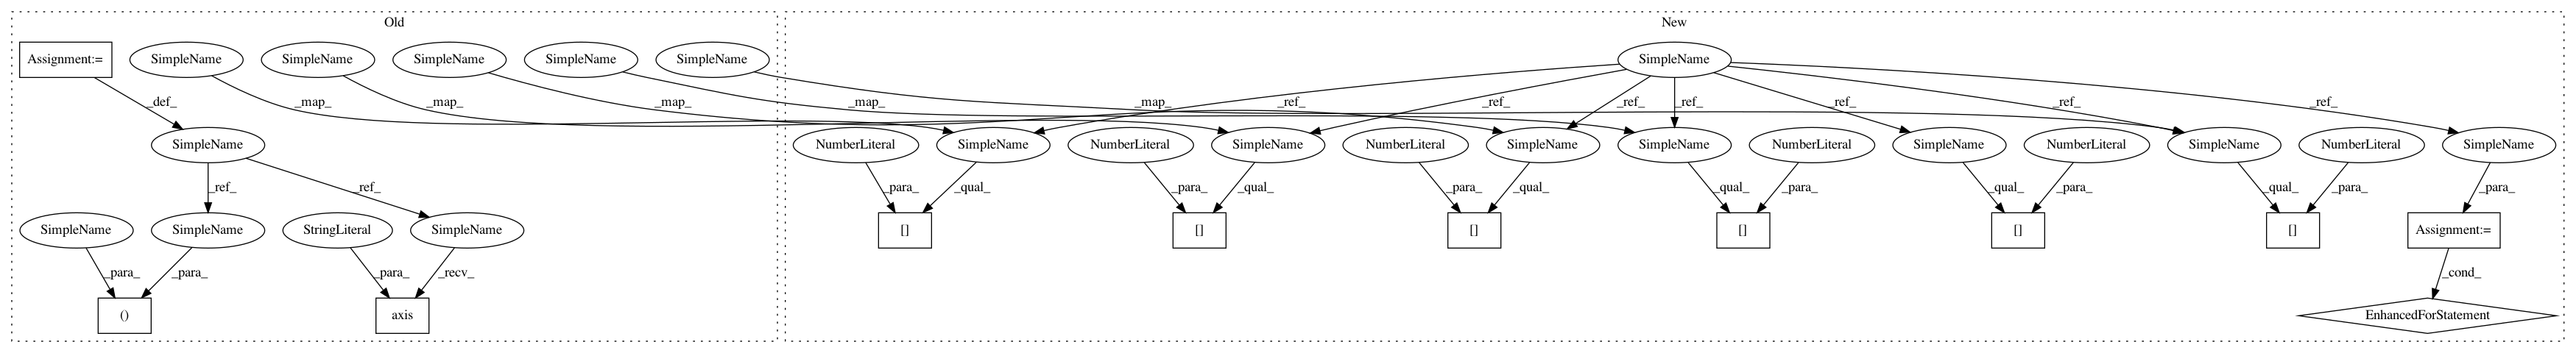 Old
New
Assignment:=
SimpleName
SimpleName
SimpleName
SimpleName
SimpleName
SimpleName
_def_
_map_
_map_
_map_
_map_
_map_
_ref_
_ref_
_ref_
_ref_
_ref_
_ref_
_ref_
SimpleName
NumberLiteral
SimpleName
NumberLiteral
SimpleName
NumberLiteral
SimpleName
SimpleName
NumberLiteral
SimpleName
NumberLiteral
SimpleName
NumberLiteral
SimpleName
_ref_
_ref_
_para_
_qual_
_para_
_qual_
_para_
_qual_
_qual_
_para_
_qual_
_para_
_qual_
_para_
_para_
SimpleName
SimpleName
StringLiteral
SimpleName
[]
[]
[]
[]
[]
[]
Assignment:=
_para_
_para_
_para_
_recv_
_cond_
()
axis
EnhancedForStatement